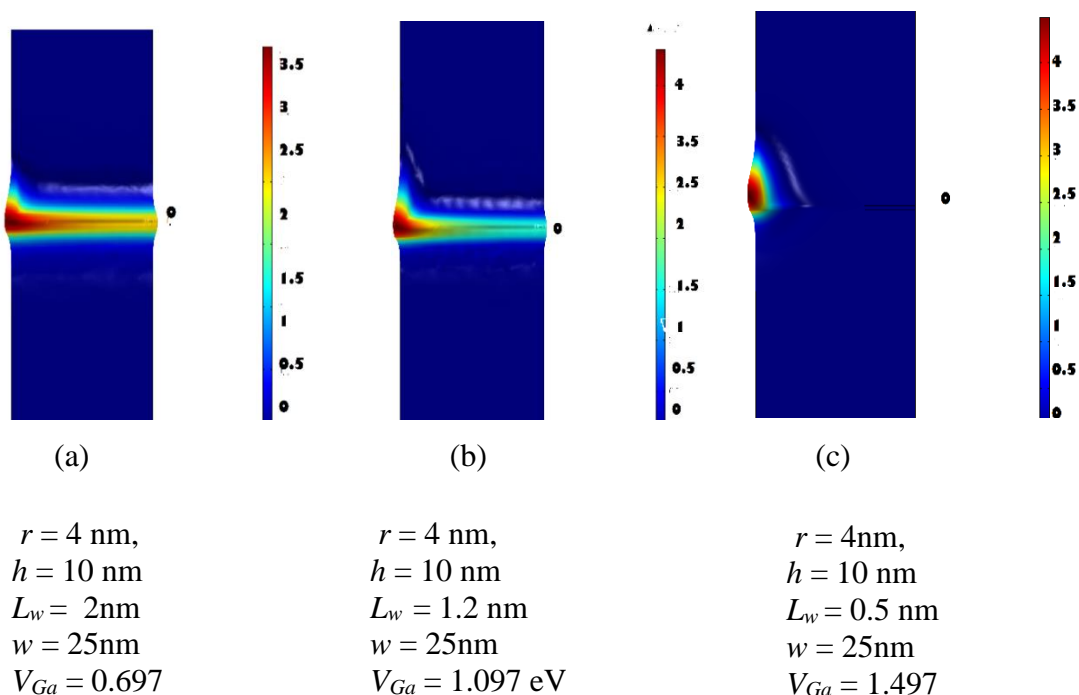 3.5
3
2.5
2
1.5
1
0.5
0
0
4
3.5
2.5
2
1.5
1
0.5
0
0
4
3.5
3
2.5
2
1.5
1
0.5
0
0
(a) (b) (c)
r = 4 nm,
h = 10 nm
Lw = 2nm
w = 25nm
VGa = 0.697
r = 4 nm,
h = 10 nm
Lw = 1.2 nm
w = 25nm
VGa = 1.097 eV
r = 4nm,
h = 10 nm
Lw = 0.5 nm
w = 25nm
VGa = 1.497